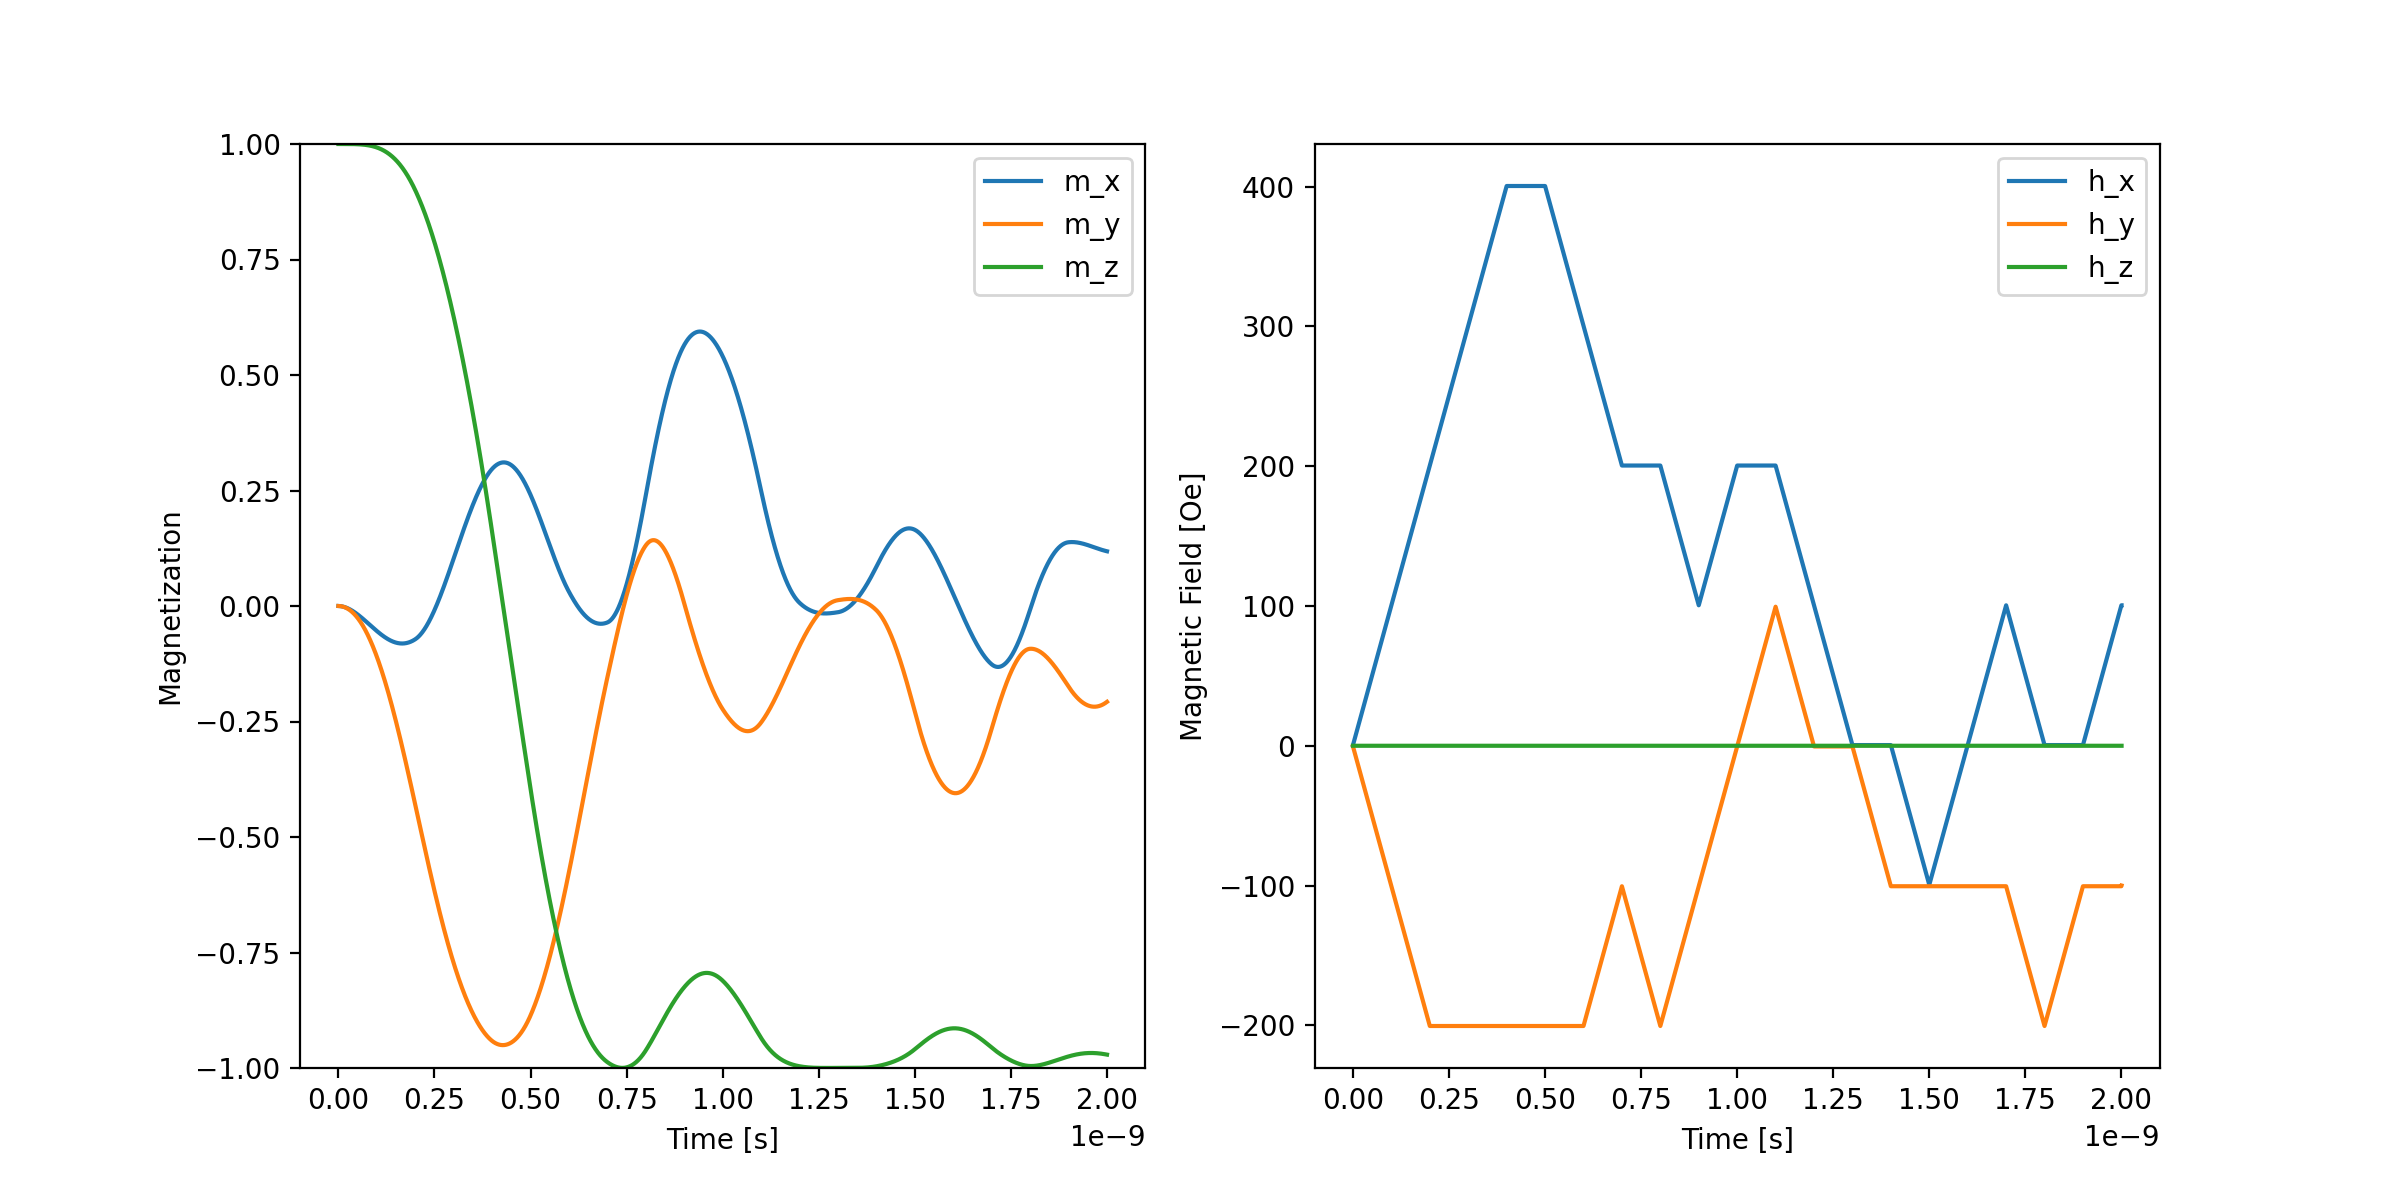 1.00
0.75
0.50
0.25
0.00
−0.25
−0.50
−0.75
−1.00
Magnetization
0.00 0.25 0.50 0.75 1.00 1.25 1.50 1.75 2.00
Time [s]
1e−9
m_x
m_y
m_z
400
300
200
100
0
−100
−200
Magnetic Field [Oe]
0.00 0.25 0.50 0.75 1.00 1.25 1.50 1.75 2.00
Time [s]
1e−9
h_x
h_y
h_z